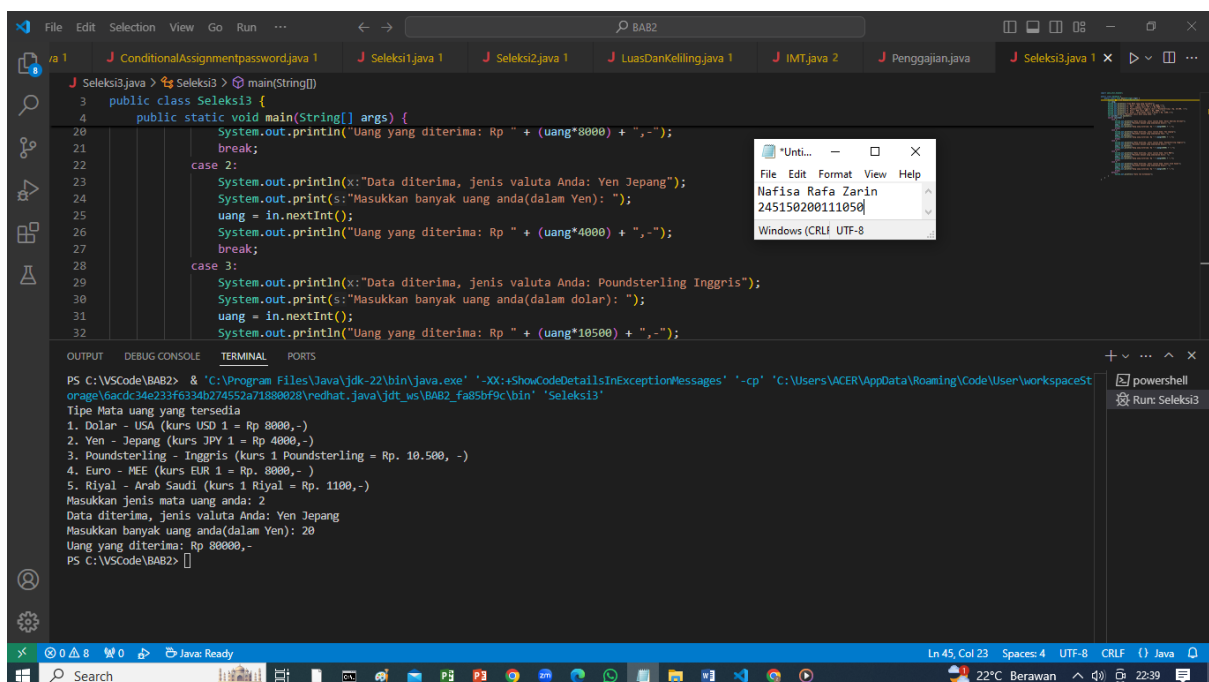 File Edit Selection View Go Run ··· BAB2
va 1 ConditionalAssignmentpassword.java 1 Seleksi1.java 1 Seleksi2.java 1 LuasDanKeliling.java 1 IMT.java 2 Penggajian.java Seleksi3.java 1
Seleksi3.java > Seleksi3 > main(String[])
3 public class Seleksi3 {
4 public static void main(String[] args) {
20 System.out.println("Uang yang diterima: Rp " + (uang*8000) + ",-");
21 break;
22 case 2:
23 System.out.println(x:"Data diterima, jenis valuta Anda: Yen Jepang");
24 System.out.print(s:"Masukkan banyak uang anda(dalam Yen): ");
25 uang = in.nextInt();
26 System.out.println("Uang yang diterima: Rp " + (uang*4000) + ",-");
27 break;
28 case 3:
29 System.out.println(x:"Data diterima, jenis valuta Anda: Poundsterling Inggris");
30 System.out.print(s:"Masukkan banyak uang anda(dalam dolar): ");
31 uang = in.nextInt();
32 System.out.println("Uang yang diterima: Rp " + (uang*10500) + ",-");
*Unti...
File Edit Format View Help
Nafisa Rafa Zarin
245150200111050
Windows (CRLF UTF-8
8
OUTPUT DEBUG CONSOLE TERMINAL PORTS
PS C:\VSCode\BAB2> & 'C:\Program Files\Java\jdk-22\bin\java.exe' '-XX:+ShowCodeDetailsInExceptionMessages' '-cp' 'C:\Users\ACER\AppData\Roaming\Code\User\workspaceSt
orage\6acdc34e233f6334b274552a71880028\redhat.java\jdt_ws\BAB2_fa85bf9c\bin' 'Seleksi3'
Tipe Mata uang yang tersedia
1. Dolar - USA (kurs USD 1 = Rp 8000,-)
2. Yen - Jepang (kurs JPY 1 = Rp 4000,-)
3. Poundsterling - Inggris (kurs 1 Poundsterling = Rp. 10.500, -)
4. Euro - MEE (kurs EUR 1 = Rp. 8000,- )
5. Riyal - Arab Saudi (kurs 1 Riyal = Rp. 1100,-)
Masukkan jenis mata uang anda: 2
Data diterima, jenis valuta Anda: Yen Jepang
Masukkan banyak uang anda(dalam Yen): 20
Uang yang diterima: Rp 80000,-
PS C:\VSCode\BAB2>
powershell
Run: Seleksi3
0 8 0 Java: Ready Ln 45, Col 23 Spaces: 4 UTF-8 CRLF {} Java
Search 22°C Berawan 22:39